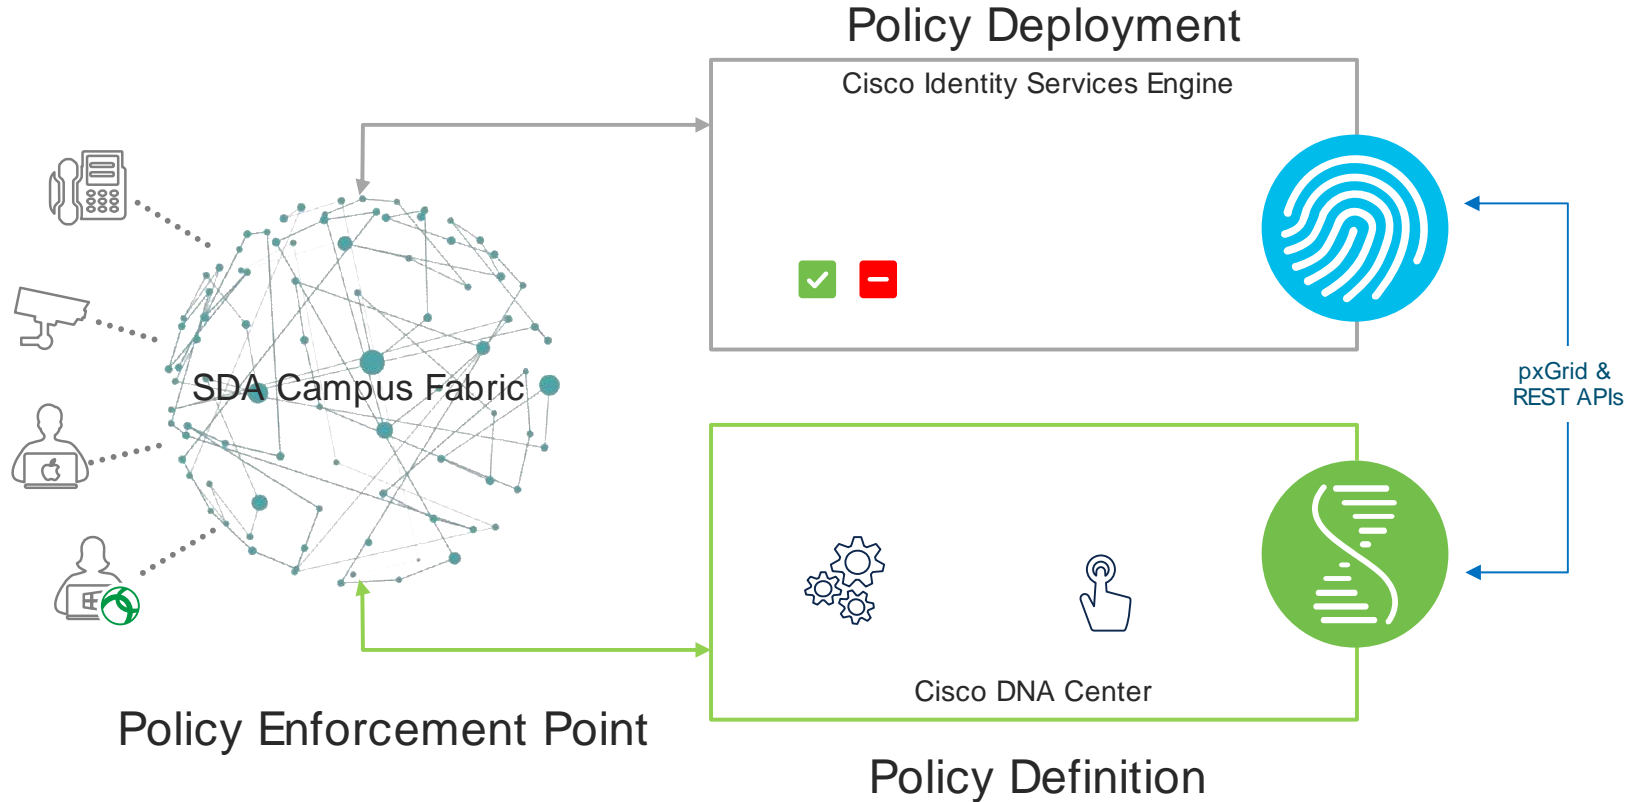 Policy Deployment
Cisco Identity Services Engine
SDA Campus Fabric
pxGrid &
REST APIs
Cisco DNA Center
Policy Enforcement Point
Policy Definition